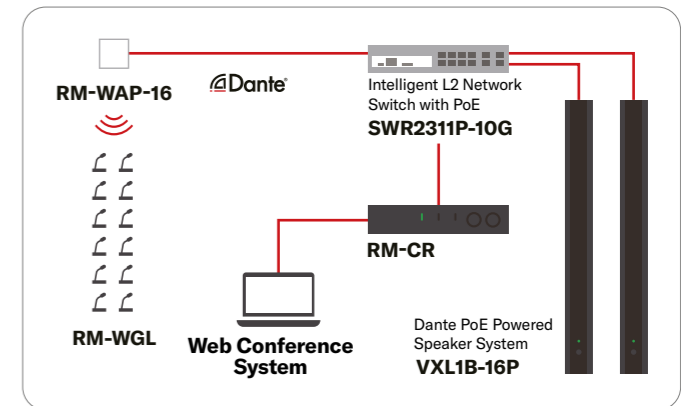 RM-WAP-16
Dante
Intelligent L2 Network
Switch with PoE
SWR2311P-10G
RM-CR
RM-WGL
Web Conference
System
Dante PoE Powered
Speaker System
VXL1B-16P